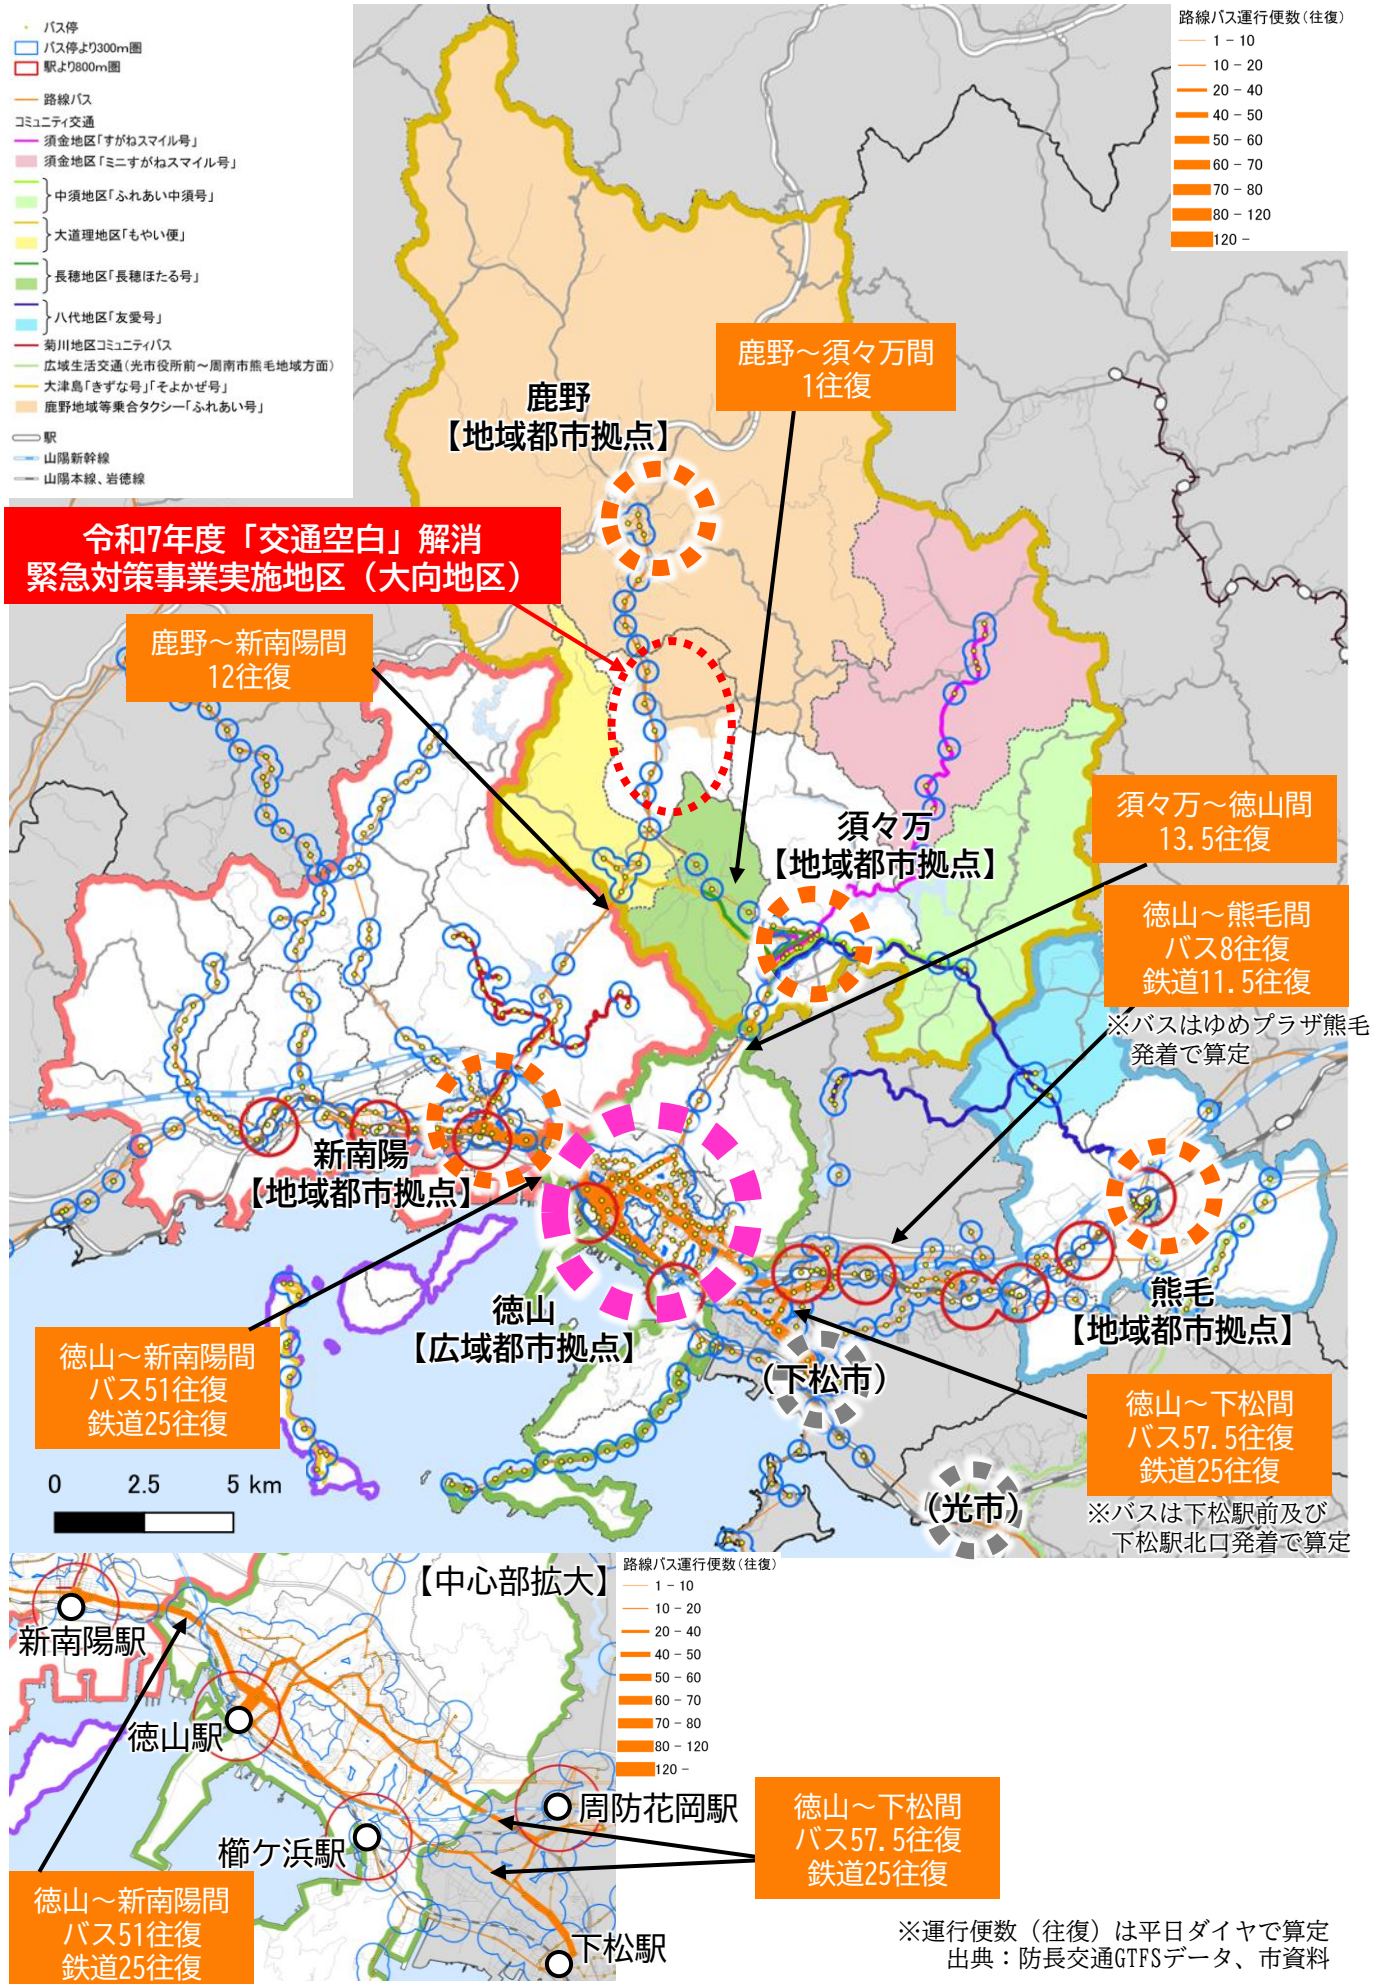 バス停
バス停より300m圏
駅より800m圏
路線バス
コミュニティ交通
須金地区「すがねスマイル号」
須金地区「ミニすがねスマイル号」
中須地区「ふれあい中須号」
大道理地区「もやい便」
長穂地区「長穂ほたる号」
八代地区「友愛号」
菊川地区コミュニティバス
広域生活交通(光市役所前～周南市熊毛地域方面)
大津島「きずな号」「そよかぜ号」
鹿野地域等乗合タクシー「ふれあい号」
駅
山陽新幹線
山陽本線、岩徳線
路線バス運行便数(往復)
1 - 10
10 - 20
20 - 40
40 - 50
50 - 60
60 - 70
70 - 80
80 - 120
120 -
鹿野～須々万間
1往復
鹿野
【地域都市拠点】
令和7年度「交通空白」解消
緊急対策事業実施地区（大向地区）
鹿野～新南陽間
12往復
須々万
【地域都市拠点】
須々万～徳山間
13.5往復
徳山～熊毛間
バス8往復
鉄道11.5往復
※バスはゆめプラザ熊毛
発着で算定
新南陽
【地域都市拠点】
徳山
【広域都市拠点】
熊毛
【地域都市拠点】
（下松市）
（光市）
徳山～新南陽間
バス51往復
鉄道25往復
徳山～下松間
バス57.5往復
鉄道25往復
※バスは下松駅前及び
下松駅北口発着で算定
0 2.5 5 km
【中心部拡大】
路線バス運行便数(往復)
1 - 10
10 - 20
20 - 40
40 - 50
50 - 60
60 - 70
70 - 80
80 - 120
120 -
新南陽駅
徳山駅
櫛ケ浜駅
周防花岡駅
下松駅
徳山～下松間
バス57.5往復
鉄道25往復
徳山～新南陽間
バス51往復
鉄道25往復
※運行便数（往復）は平日ダイヤで算定
出典：防長交通GTFSデータ、市資料